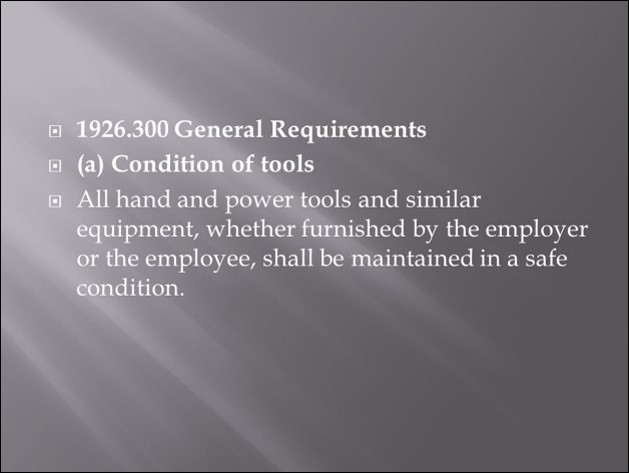 1926.300 General Requirements
(a) Condition of tools
All hand and power tools and similar
equipment, whether furnished by the employer
or the employee, shall be maintained in a safe
condition.